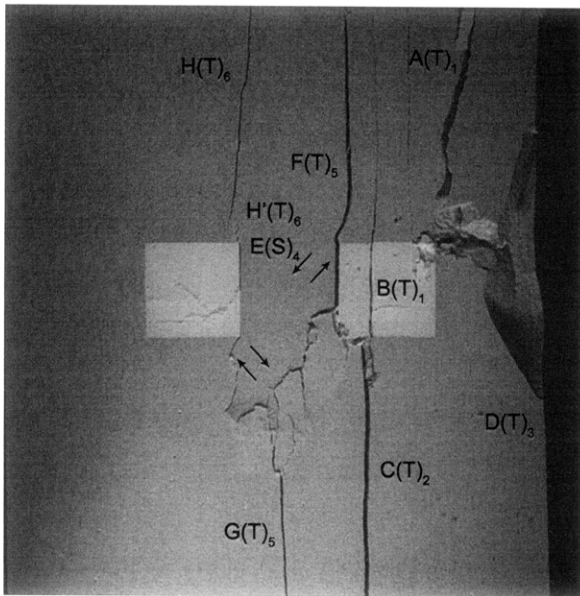 A(T)₁
H(T)₆
F(T)₅
H'(T)₆
E(S)₄
B(T)₁
D(T)₃
C(T)₂
G(T)₅